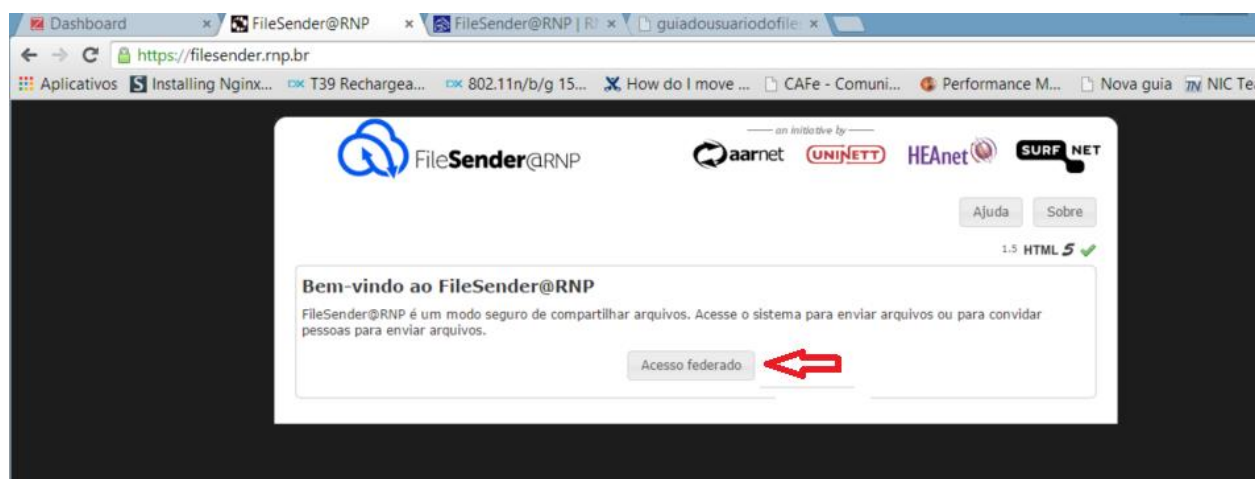 Dashboard FileSender@RNP FileSender@RNP | R guiadousuariodofile
https://filesender.rnp.br
Aplicativos Installing Nginx... T39 Rechargea... 802.11n/b/g 15... How do I move ... CAFe - Comuni... Performance M... Nova guia NIC Te
FileSender@RNP
an initiative by
aarnet UNINETT HEAnet SURF NET
Ajuda Sobre
1.5 HTML 5
Bem-vindo ao FileSender@RNP
FileSender@RNP é um modo seguro de compartilhar arquivos. Acesse o sistema para enviar arquivos ou para convidar
pessoas para enviar arquivos.
Acesso federado